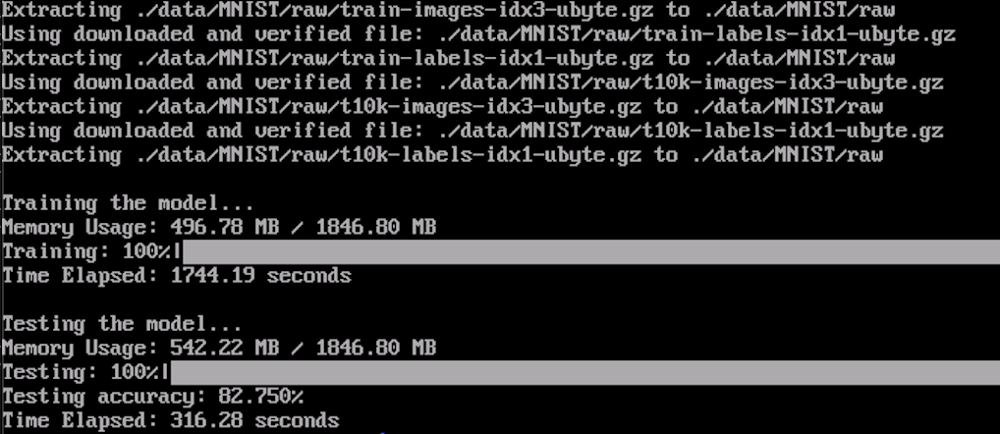 Extracting ./data/MNIST/raw/train-images-idx3-ubyte.gz to ./data/MNIST/raw
Using downloaded and verified file: ./data/MNIST/raw/train-labels-idx1-ubyte.gz
Extracting ./data/MNIST/raw/train-labels-idx1-ubyte.gz to ./data/MNIST/raw
Using downloaded and verified file: ./data/MNIST/raw/t10k-images-idx3-ubyte.gz
Extracting ./data/MNIST/raw/t10k-images-idx3-ubyte.gz to ./data/MNIST/raw
Using downloaded and verified file: ./data/MNIST/raw/t10k-labels-idx1-ubyte.gz
Extracting ./data/MNIST/raw/t10k-labels-idx1-ubyte.gz to ./data/MNIST/raw
Training the model...
Memory Usage: 496.78 MB / 1846.80 MB
Training: 100%|
Time Elapsed: 1744.19 seconds
Testing the model...
Memory Usage: 542.22 MB / 1846.80 MB
Testing: 100%|
Testing accuracy: 82.750%
Time Elapsed: 316.28 seconds